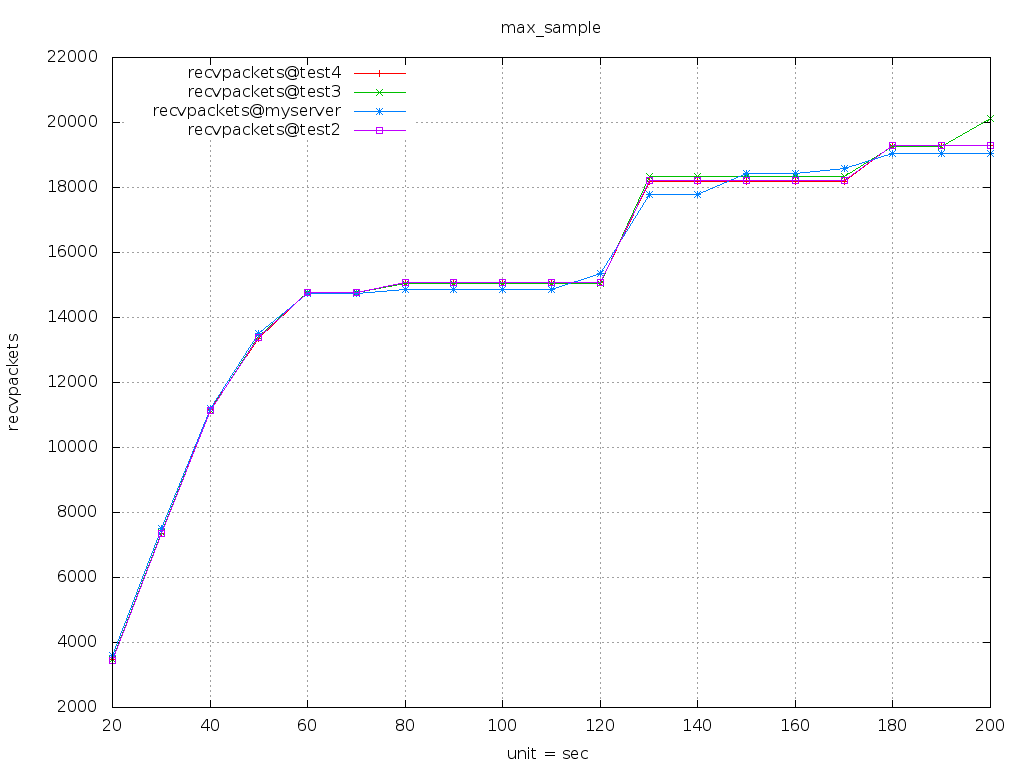 max_sample
22000
20000
18000
16000
14000
12000
10000
8000
6000
4000
2000
recvpackets
recvpackets@test4
recvpackets@test3
recvpackets@myserver
recvpackets@test2
20 40 60 80 100 120 140 160 180 200
unit = sec